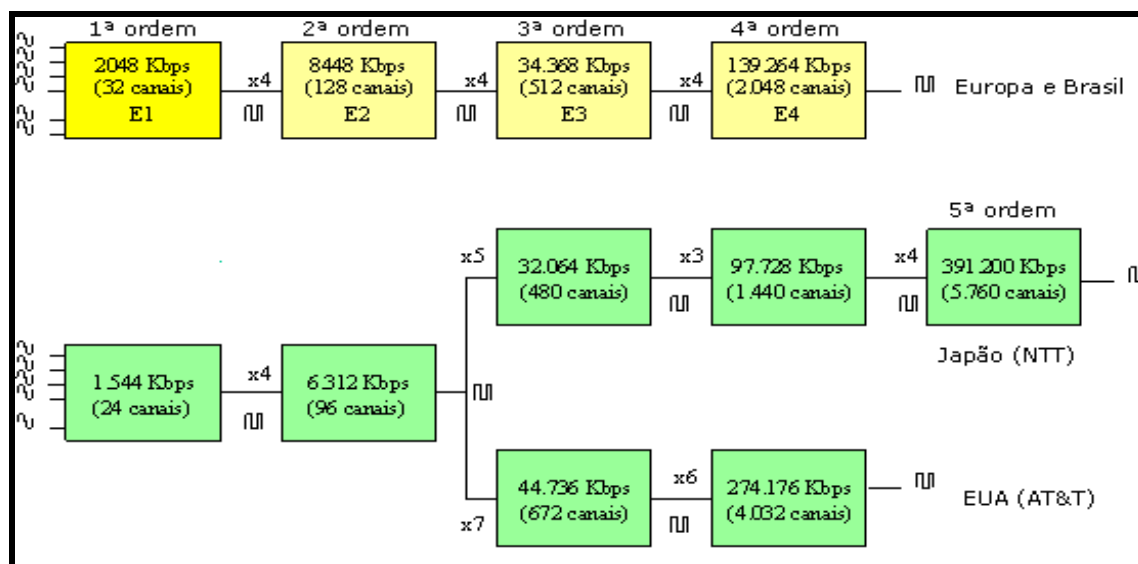 1ª ordem
2ª ordem
3ª ordem
4ª ordem
2048 Kbps
(32 canais)
E1
x4
8448 Kbps
(128 canais)
E2
x4
34.368 Kbps
(512 canais)
E3
x4
139.264 Kbps
(2.048 canais)
E4
Europa e Brasil
5ª ordem
x5
32.064 Kbps
(480 canais)
x3
97.728 Kbps
(1.440 canais)
x4
391.200 Kbps
(5.760 canais)
Japão (NTT)
1.544 Kbps
(24 canais)
x4
6.312 Kbps
(96 canais)
x7
44.736 Kbps
(672 canais)
x6
274.176 Kbps
(4.032 canais)
EUA (AT&T)